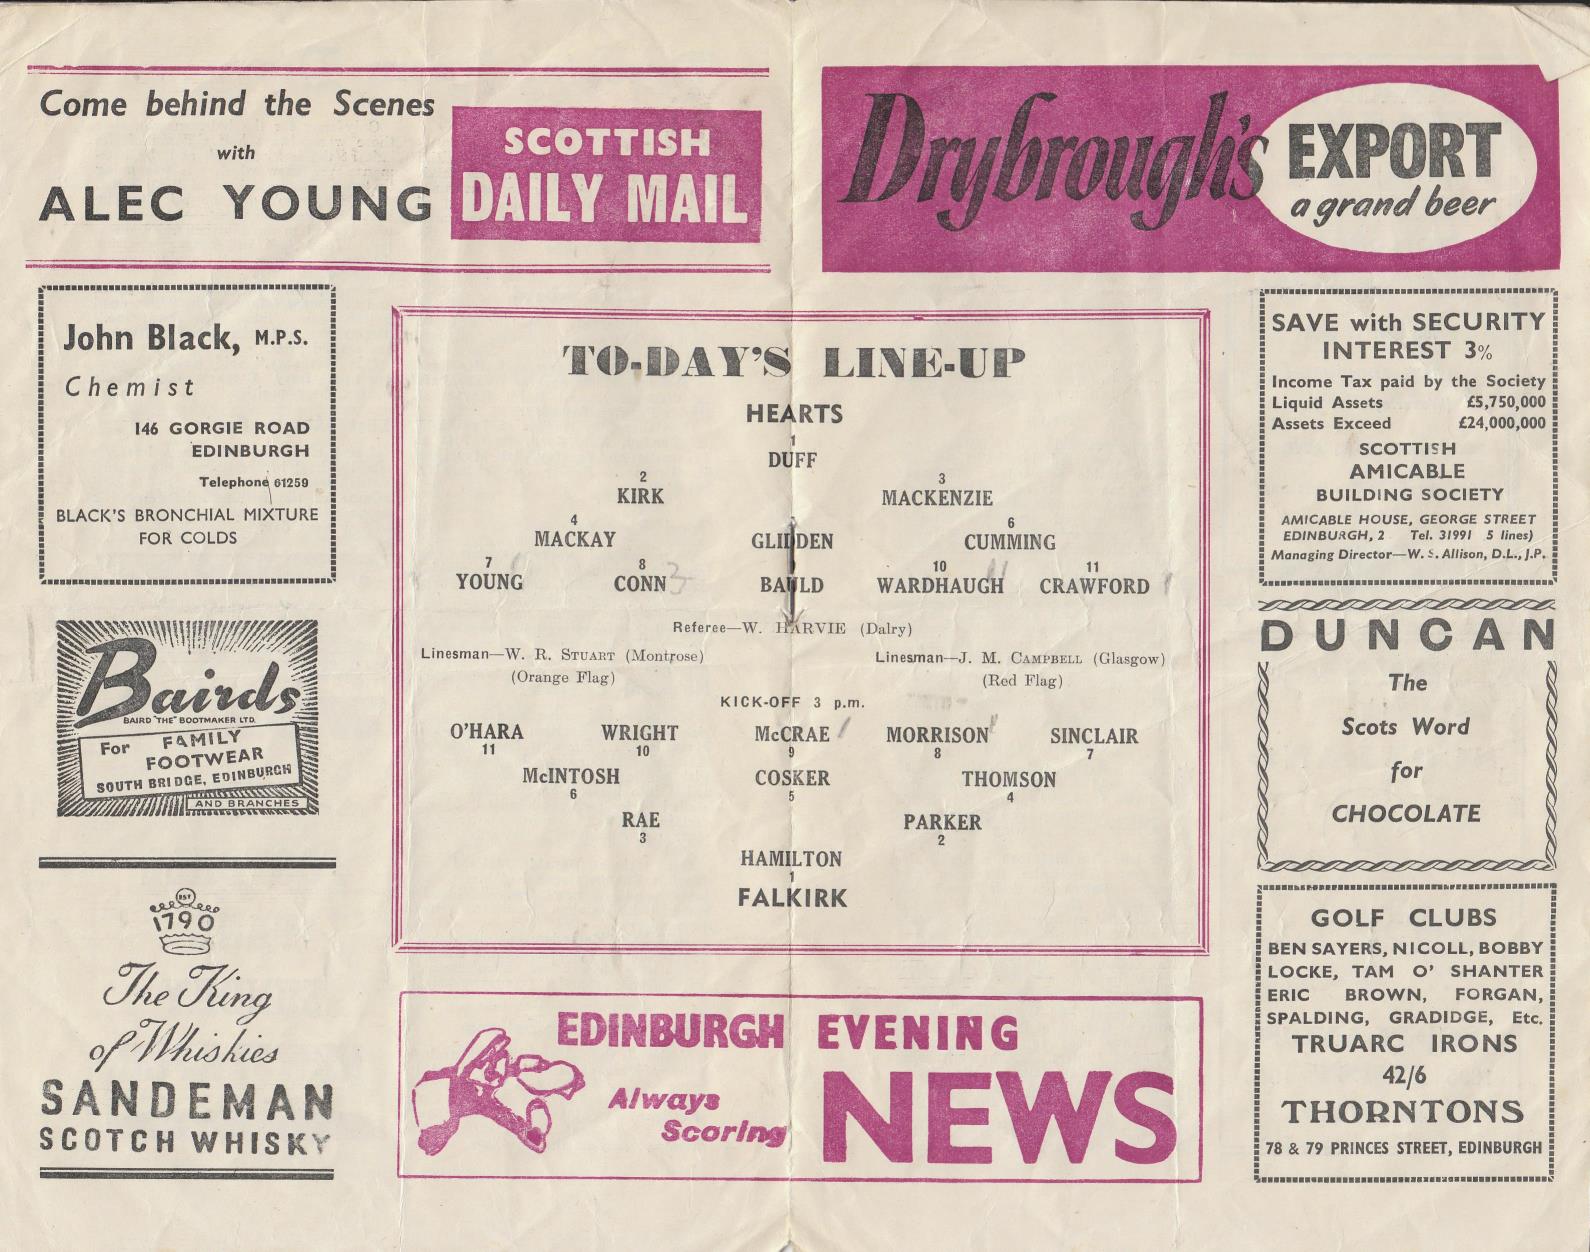 Come behind the Scenes
with
ALEC YOUNG
SCOTTISH
DAILY MAIL
Drybrough's
EXPORT
a grand beer
John Black, M.P.S.
Chemist
146 GORGIE ROAD
EDINBURGH
Telephone 61259
BLACK'S BRONCHIAL MIXTURE
FOR COLDS
Bairds
BAIRD "THE" BOOTMAKER LTD.
For FAMILY
FOOTWEAR
SOUTH BRIDGE, EDINBURGH
AND BRANCHES
EST
1790
The King
of Whiskies
SANDEMAN
SCOTCH WHISKY
TO-DAY'S LINE-UP
HEARTS
1
DUFF
2 3
KIRK MACKENZIE
4 6
MACKAY GLIDDEN CUMMING
7 8 10 11
YOUNG CONN 3 BAULD WARDHAUGH 11 CRAWFORD 1
Referee—W. HARVIE (Dalry)
Linesman—W. R. STUART (Montrose) Linesman—J. M. CAMPBELL (Glasgow)
(Orange Flag) (Red Flag)
KICK-OFF 3 p.m.
O'HARA WRIGHT McCRAE MORRISON SINCLAIR
11 10 9 8 7
McINTOSH COSKER THOMSON
6 5 4
RAE PARKER
3 2
HAMILTON
1
FALKIRK
EDINBURGH EVENING
Always
Scoring
NEWS
SAVE with SECURITY
INTEREST 3%
Income Tax paid by the Society
Liquid Assets £5,750,000
Assets Exceed £24,000,000
SCOTTISH
AMICABLE
BUILDING SOCIETY
AMICABLE HOUSE, GEORGE STREET
EDINBURGH, 2 Tel. 31991 5 lines)
Managing Director—W. S. Allison, D.L., J.P.
DUNCAN
The
Scots Word
for
CHOCOLATE
GOLF CLUBS
BEN SAYERS, NICOLL, BOBBY
LOCKE, TAM O' SHANTER
ERIC BROWN, FORGAN,
SPALDING, GRADIDGE, Etc.
TRUARC IRONS
42/6
THORNTONS
78 & 79 PRINCES STREET, EDINBURGH